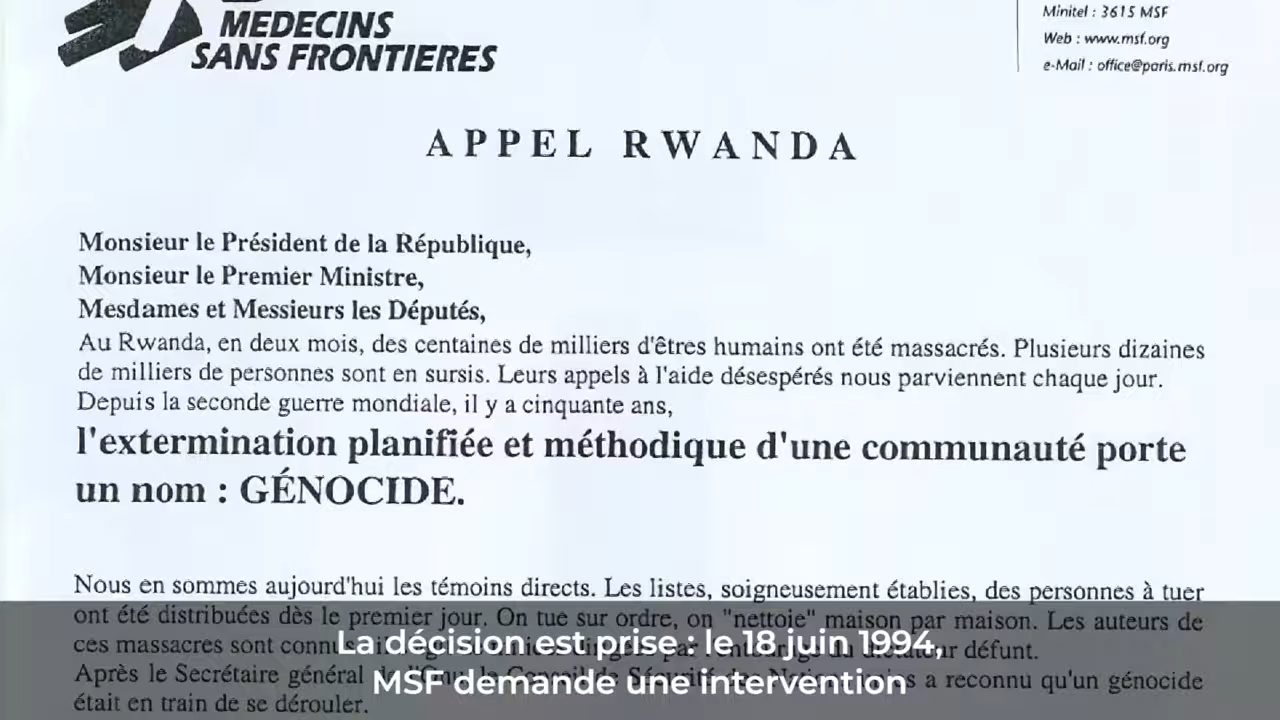 MEDECINS
SANS FRONTIERES
Minitel : 3615 MSF
Web : www.msf.org
e-Mail : office@paris.msf.org
APPEL RWANDA
Monsieur le Président de la République,
Monsieur le Premier Ministre,
Mesdames et Messieurs les Députés,
Au Rwanda, en deux mois, des centaines de milliers d'êtres humains ont été massacrés. Plusieurs dizaines
de milliers de personnes sont en sursis. Leurs appels à l'aide désespérés nous parviennent chaque jour.
Depuis la seconde guerre mondiale, il y a cinquante ans,
l'extermination planifiée et méthodique d'une communauté porte
un nom : GÉNOCIDE.
Nous en sommes aujourd'hui les témoins directs. Les listes, soigneusement établies, des personnes à tuer
ont été distribuées dès le premier jour. On tue sur ordre, on "nettoie" maison par maison. Les auteurs de
ces massacres sont défunt.
Après le Secrétaire général a reconnu qu'un génocide
était en train de se dérouler.
La décision est prise : le 18 juin 1994,
MSF demande une intervention